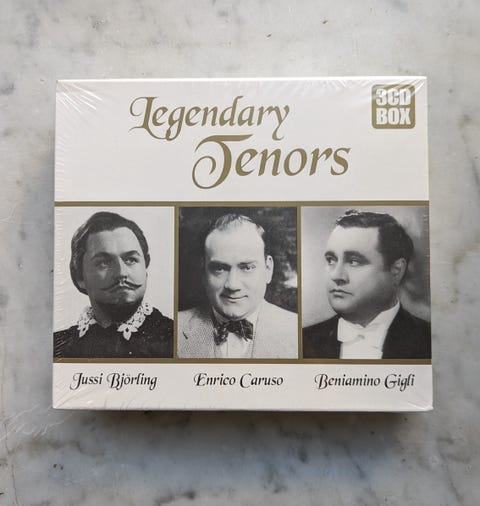 Legendary
Tenors
3CD
BOX
Jussi Björling
Enrico Caruso
Beniamino Gigli